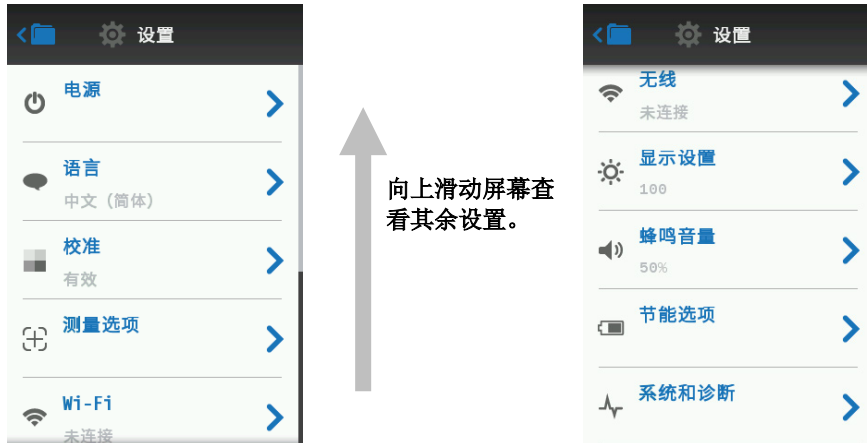 设置
电源
语言
中文（简体）
校准
有效
测量选项
Wi-Fi
未连接
向上滑动屏幕查
看其余设置。
设置
无线
未连接
显示设置
100
蜂鸣音量
50%
节能选项
系统和诊断